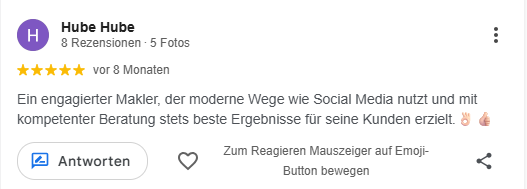 H
Hube Hube
8 Rezensionen · 5 Fotos
vor 8 Monaten
Ein engagierter Makler, der moderne Wege wie Social Media nutzt und mit
kompetenter Beratung stets beste Ergebnisse für seine Kunden erzielt.👌🏻👍🏻
Antworten
Zum Reagieren Mauszeiger auf Emoji-
Button bewegen